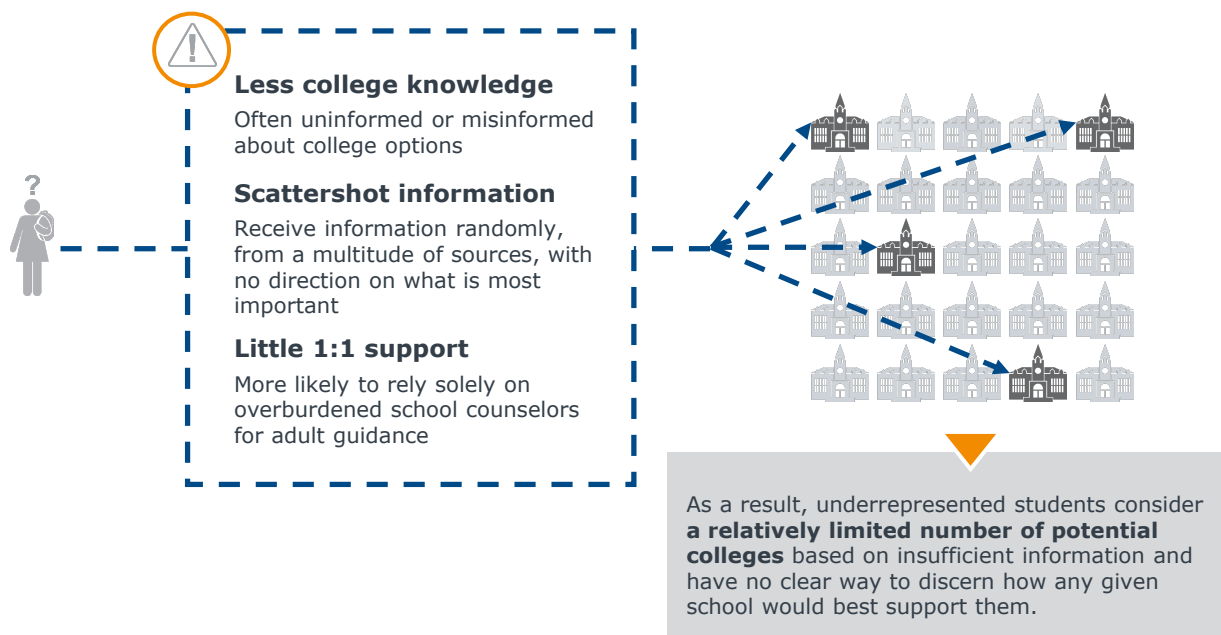 Less college knowledge
Often uninformed or misinformed
about college options
Scattershot information
Receive information randomly,
from a multitude of sources, with
no direction on what is most
important
Little 1:1 support
More likely to rely solely on
overburdened school counselors
for adult guidance
?
As a result, underrepresented students consider
a relatively limited number of potential
colleges based on insufficient information and
have no clear way to discern how any given
school would best support them.